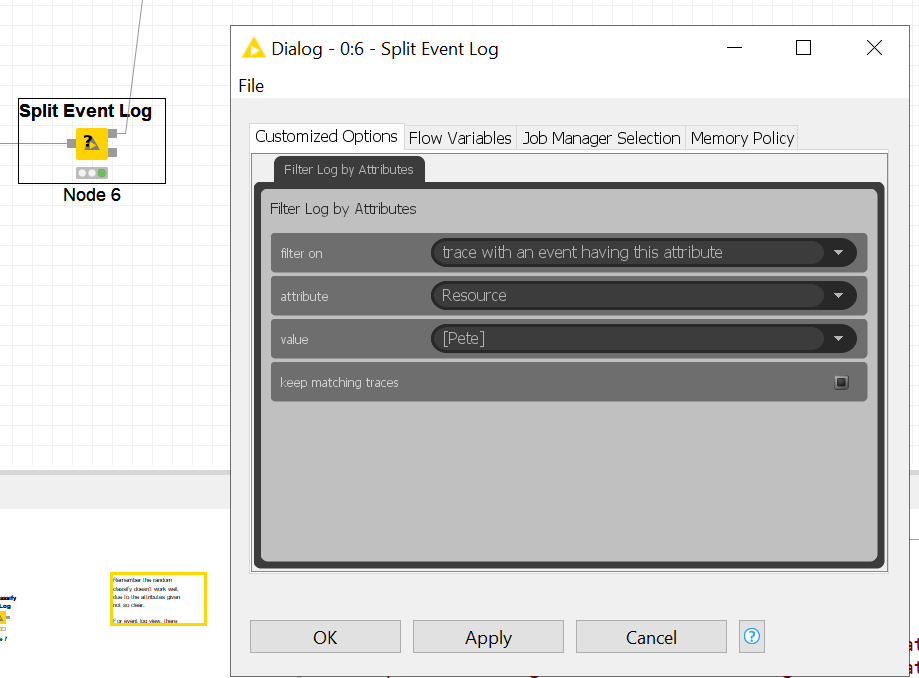 Split Event Log
Node 6
Dialog - 0:6 - Split Event Log
File
Customized Options
Flow Variables
Job Manager Selection
Memory Policy
Filter Log by Attributes
Filter Log by Attributes
filter on
trace with an event having this attribute
attribute
Resource
value
[Pete]
keep matching traces
OK
Apply
Cancel
?
Remember the random
classify doesn't work well,
due to the attributes given
not so clear.
For event log view, there
Log